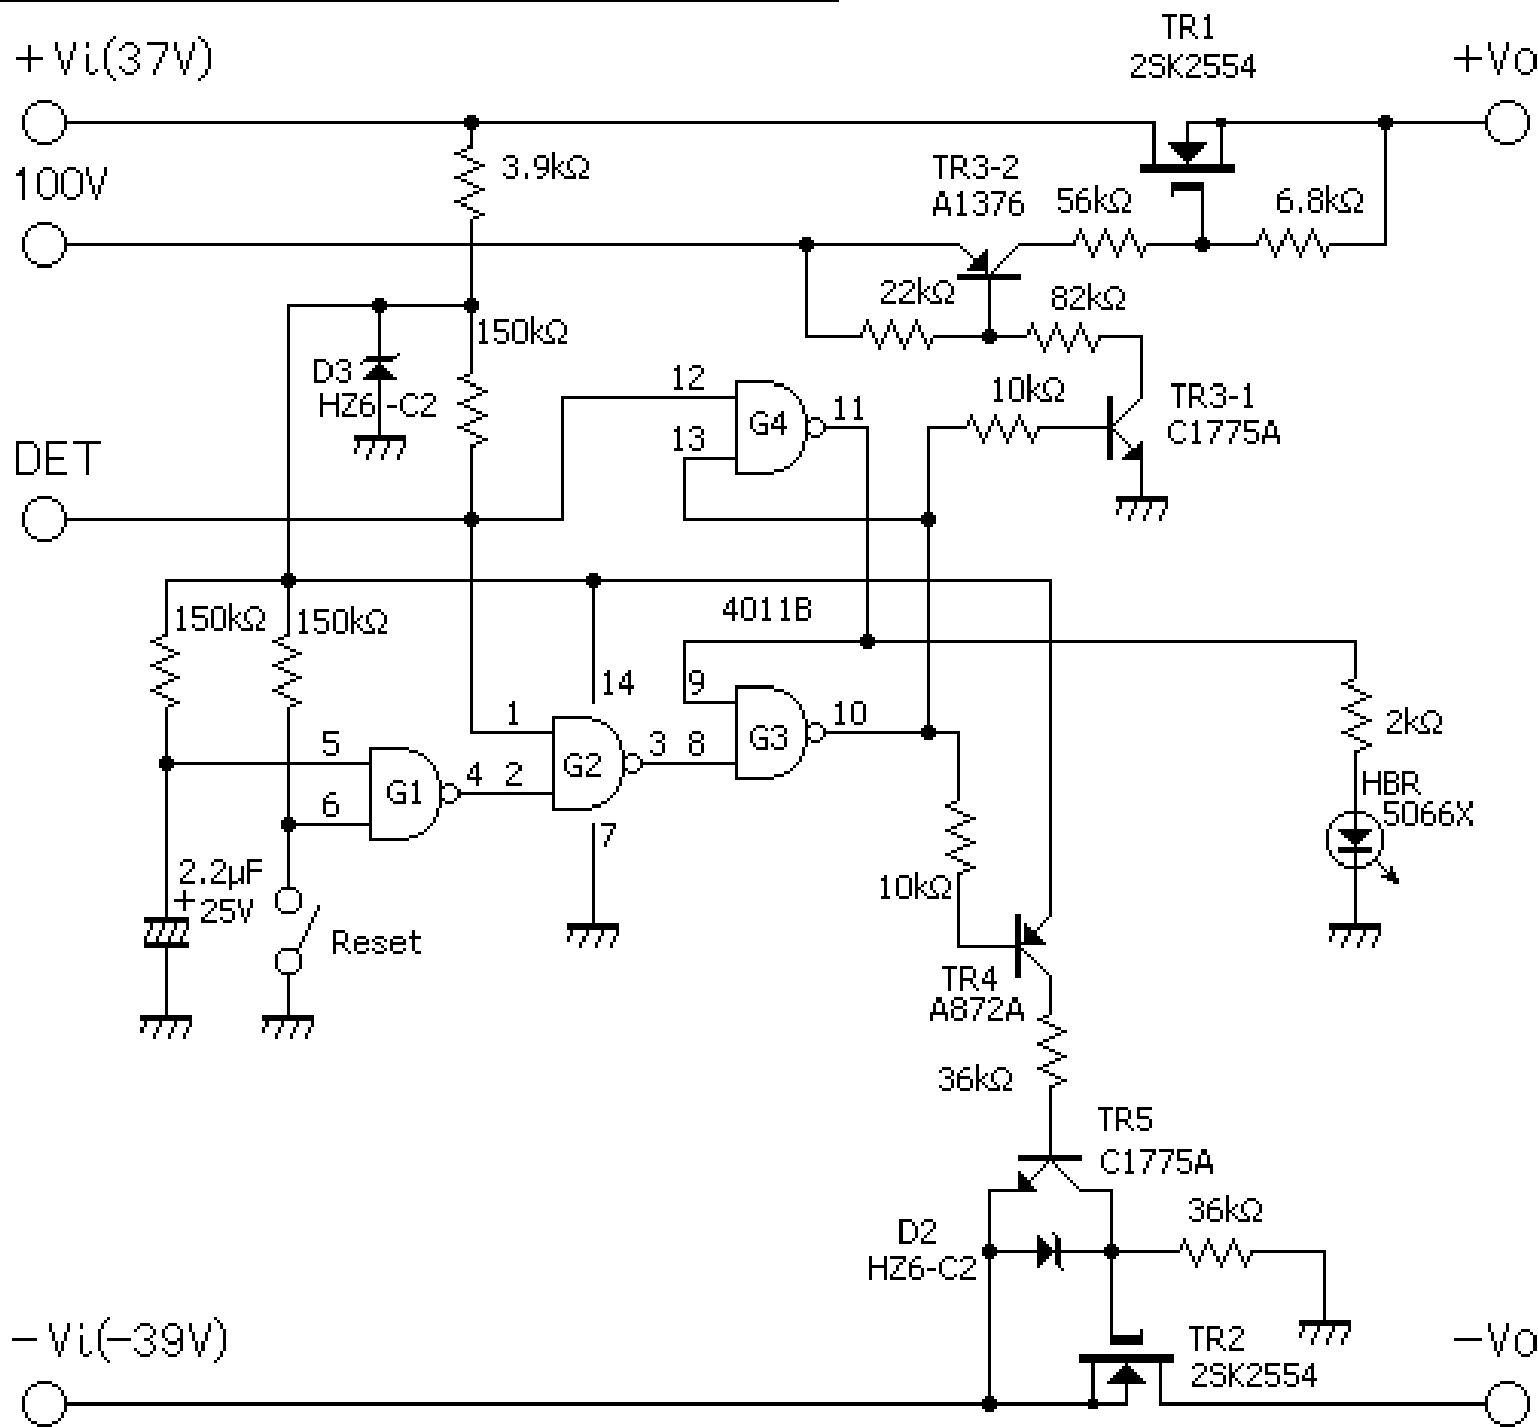 TR1
2SK2554
+Vi(37V)
+Vo
100V
3.9kΩ
TR3-2
A1376
56kΩ
6.8kΩ
22kΩ
82kΩ
150kΩ
D3
HZ6-C2
12
G4
11
13
10kΩ
TR3-1
C1775A
DET
150kΩ
150kΩ
4011B
14
9
1
10
2kΩ
5
3
8
G3
G2
4
2
G1
6
7
HBR
5066X
2.2μF
+
25V
10kΩ
Reset
TR4
A872A
36kΩ
TR5
C1775A
36kΩ
D2
HZ6-C2
-Vi(-39V)
TR2
2SK2554
-Vo